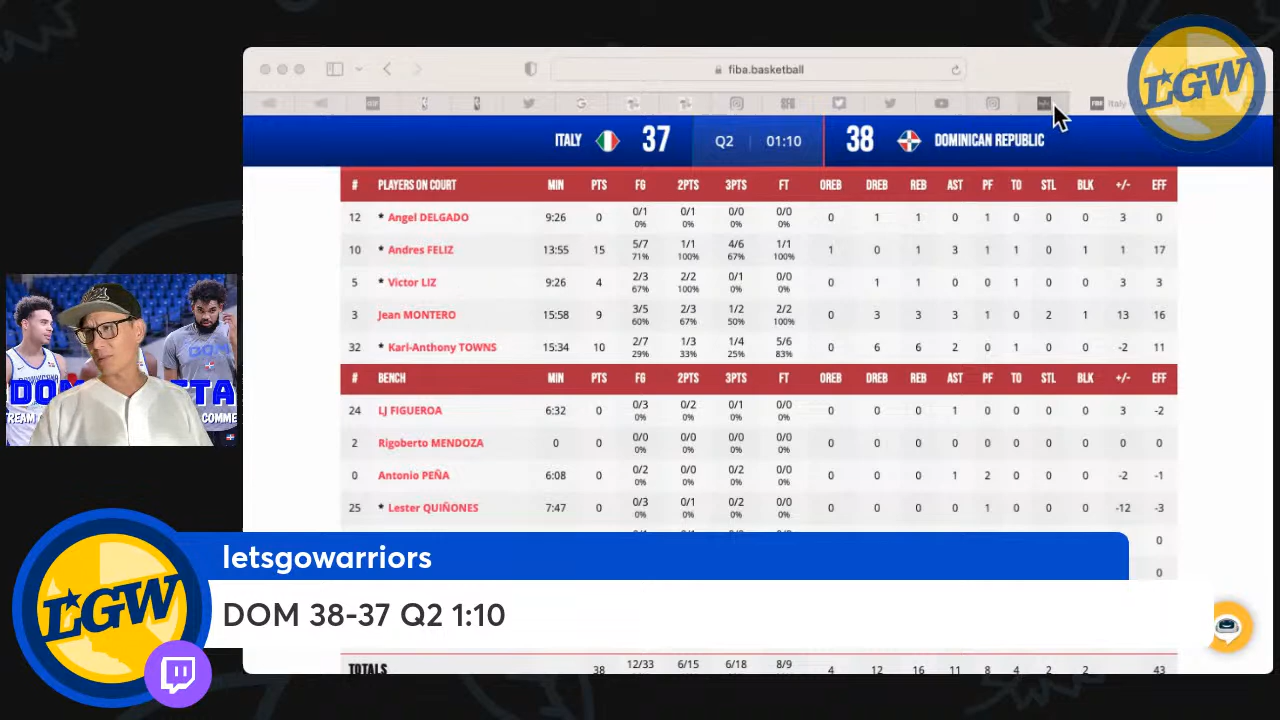 LGW
fiba.basketball
Italy
ITALY 37 Q2 01:10 38 DOMINICAN REPUBLIC
# PLAYERS ON COURT MIN PTS FG 2PTS 3PTS FT OREB DREB REB AST PF TO STL BLK +/- EFF
12 * Angel DELGADO 9:26 0 0/1 0% 0/1 0% 0/0 0% 0/0 0% 0 1 1 0 1 0 0 0 3 0
10 * Andres FELIZ 13:55 15 5/7 71% 1/1 100% 4/6 67% 1/1 100% 1 0 1 3 1 1 0 1 1 17
5 * Victor LIZ 9:26 4 2/3 67% 2/2 100% 0/1 0% 0/0 0% 0 1 1 0 0 1 0 0 3 3
3 Jean MONTERO 15:58 9 3/5 60% 2/3 67% 1/2 50% 2/2 100% 0 3 3 3 1 0 2 1 13 16
32 * Karl-Anthony TOWNS 15:34 10 2/7 29% 1/3 33% 1/4 25% 5/6 83% 0 6 6 2 0 1 0 0 -2 11
# BENCH MIN PTS FG 2PTS 3PTS FT OREB DREB REB AST PF TO STL BLK +/- EFF
24 LJ FIGUEROA 6:32 0 0/3 0% 0/2 0% 0/1 0% 0/0 0% 0 0 0 1 0 0 0 0 3 -2
2 Rigoberto MENDOZA 0 0 0/0 0% 0/0 0% 0/0 0% 0/0 0% 0 0 0 0 0 0 0 0 0 0
0 Antonio PEÑA 6:08 0 0/2 0% 0/0 0% 0/2 0% 0/0 0% 0 0 0 1 2 0 0 0 -2 -1
25 * Lester QUIÑONES 7:47 0 0/3 0% 0/1 0% 0/2 0% 0/0 0% 0 0 0 0 1 0 0 0 -12 -3
0
0
TOTALS 38 12/33 6/15 6/18 8/9 4 12 16 11 8 4 2 2 43
LGW
letsgowarriors
DOM 38-37 Q2 1:10